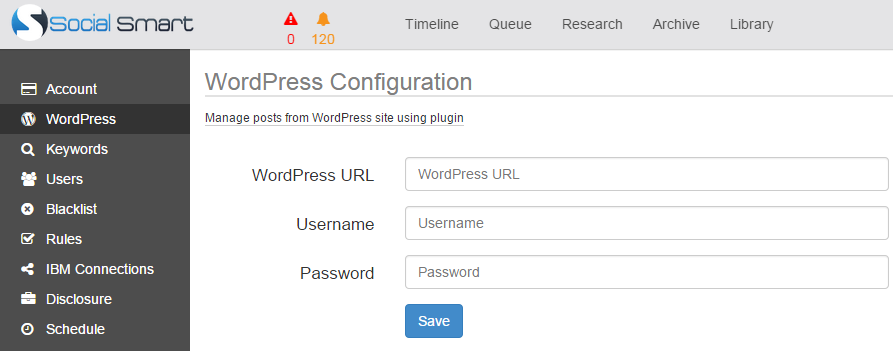 Social Smart
0
120
Timeline
Queue
Research
Archive
Library
Account
WordPress
Keywords
Users
Blacklist
Rules
IBM Connections
Disclosure
Schedule
WordPress Configuration
Manage posts from WordPress site using plugin
WordPress URL
WordPress URL
Username
Username
Password
Password
Save